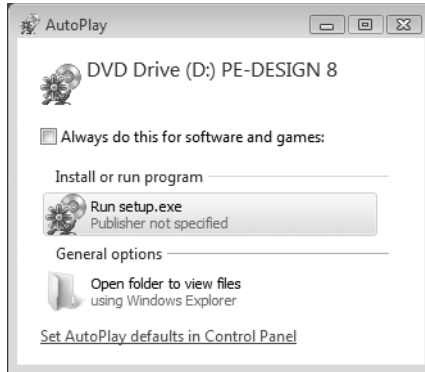 AutoPlay
DVD Drive (D:) PE-DESIGN 8
Always do this for software and games:
Install or run program
Run setup.exe
Publisher not specified
General options
Open folder to view files
using Windows Explorer
Set AutoPlay defaults in Control Panel